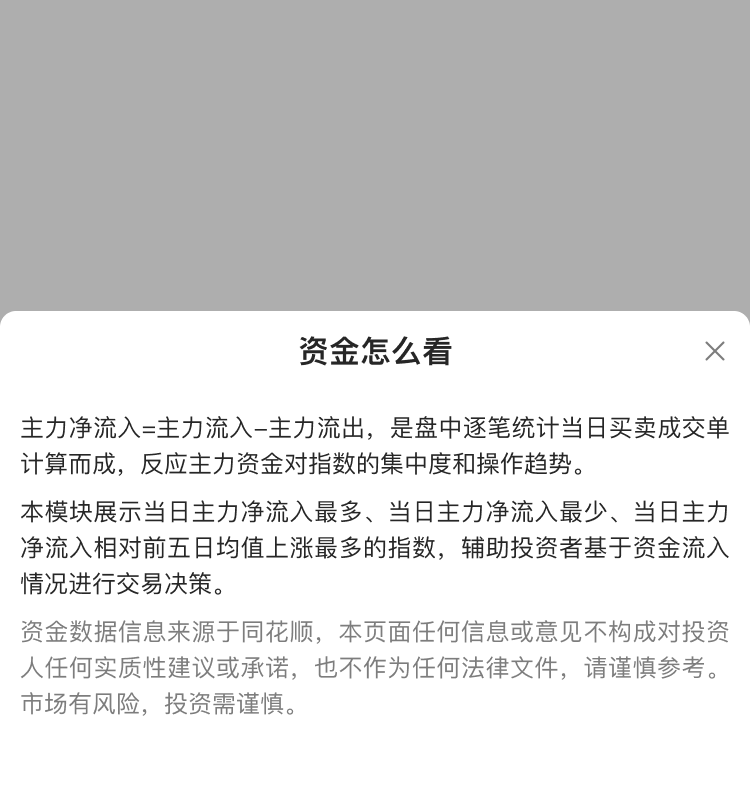 资金怎么看
主力净流入=主力流入-主力流出，是盘中逐笔统计当日买卖成交单
计算而成，反应主力资金对指数的集中度和操作趋势。
本模块展示当日主力净流入最多、当日主力净流入最少、当日主力
净流入相对前五日均值上涨最多的指数，辅助投资者基于资金流入
情况进行交易决策。
资金数据信息来源于同花顺，本页面任何信息或意见不构成对投资
人任何实质性建议或承诺，也不作为任何法律文件，请谨慎参考。
市场有风险，投资需谨慎。